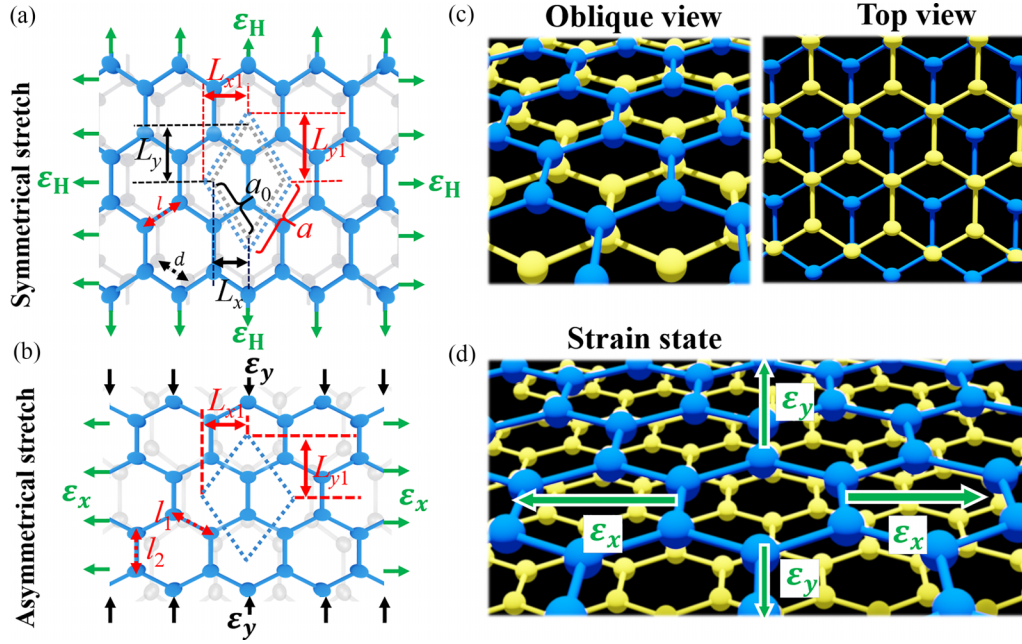 (a)
Symmetrical stretch
ε_H
L_x1
L_y
L_y1
ε_H
ε_H
a_0
a
l
d
L_x
ε_H
(b)
Asymmetrical stretch
ε_y
L_x1
L_y1
ε_x
ε_x
l_1
l_2
ε_y
(c)
Oblique view
Top view
Strain state
(d)
ε_y
ε_x
ε_x
ε_y